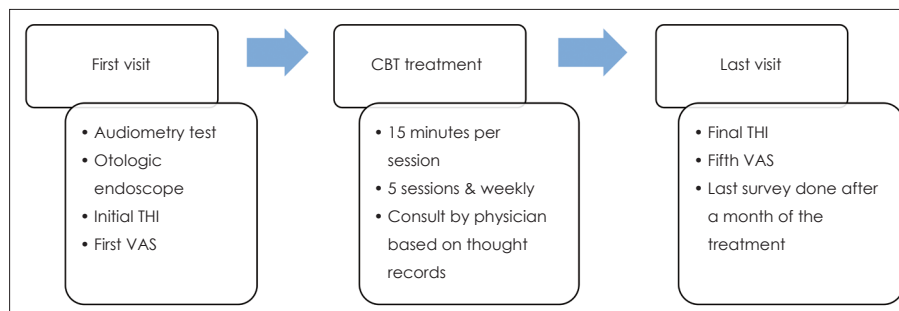 First visit
• Audiometry test
• Otologic
endoscope
• Initial THI
• First VAS
CBT treatment
• 15 minutes per
session
• 5 sessions & weekly
• Consult by physician
based on thought
records
Last visit
• Final THI
• Fifth VAS
• Last survey done after
a month of the
treatment